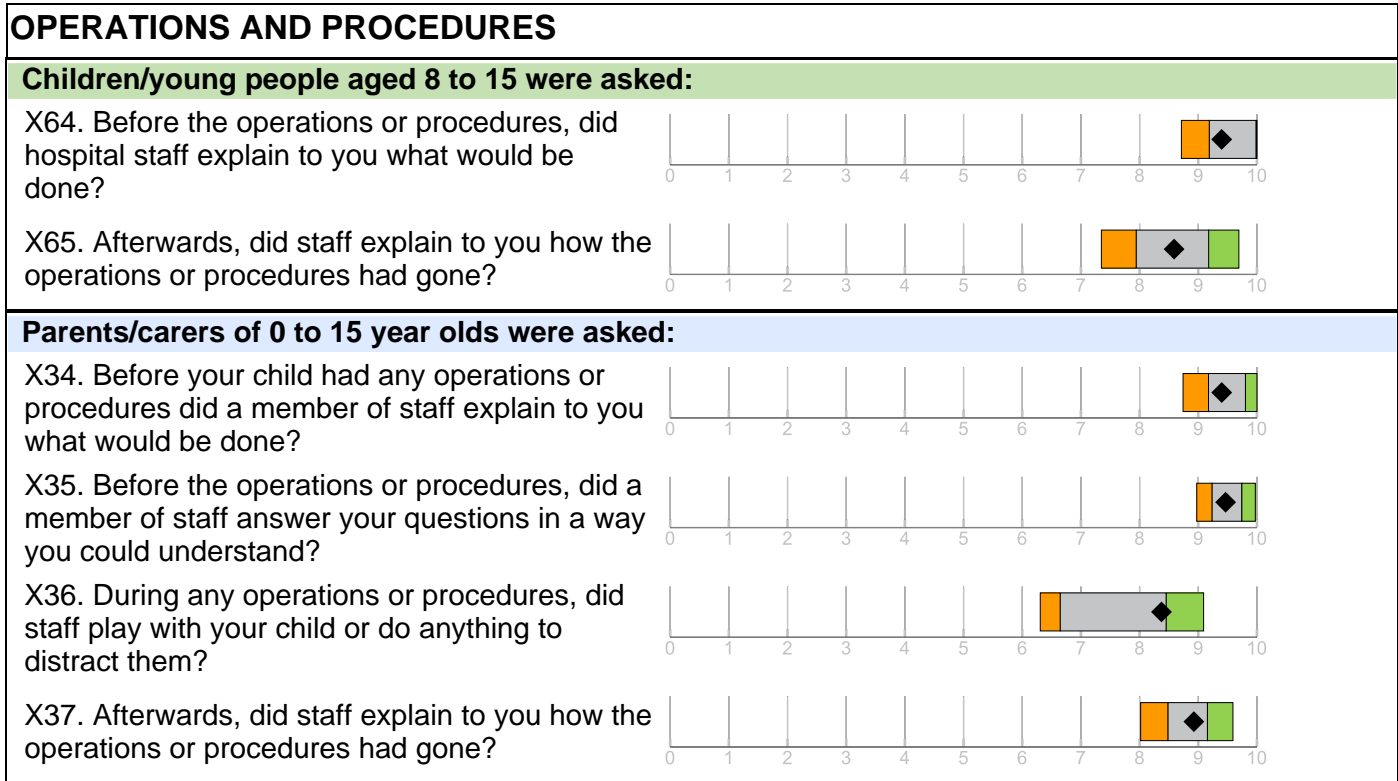 OPERATIONS AND PROCEDURES
Children/young people aged 8 to 15 were asked:
X64. Before the operations or procedures, did
hospital staff explain to you what would be
done?
0 1 2 3 4 5 6 7 8 9 10
X65. Afterwards, did staff explain to you how the
operations or procedures had gone?
0 1 2 3 4 5 6 7 8 9 10
Parents/carers of 0 to 15 year olds were asked:
X34. Before your child had any operations or
procedures did a member of staff explain to you
what would be done?
0 1 2 3 4 5 6 7 8 9 10
X35. Before the operations or procedures, did a
member of staff answer your questions in a way
you could understand?
0 1 2 3 4 5 6 7 8 9 10
X36. During any operations or procedures, did
staff play with your child or do anything to
distract them?
0 1 2 3 4 5 6 7 8 9 10
X37. Afterwards, did staff explain to you how the
operations or procedures had gone?
0 1 2 3 4 5 6 7 8 9 10